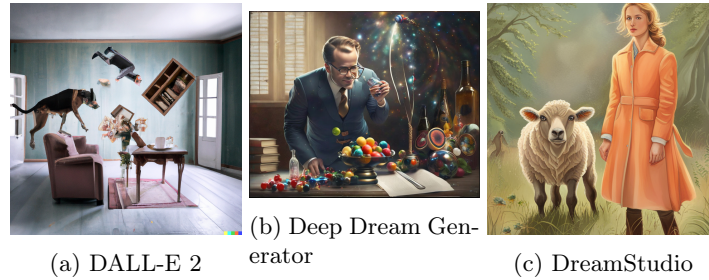 (a) DALL-E 2
(b) Deep Dream Gen-
erator
(c) DreamStudio